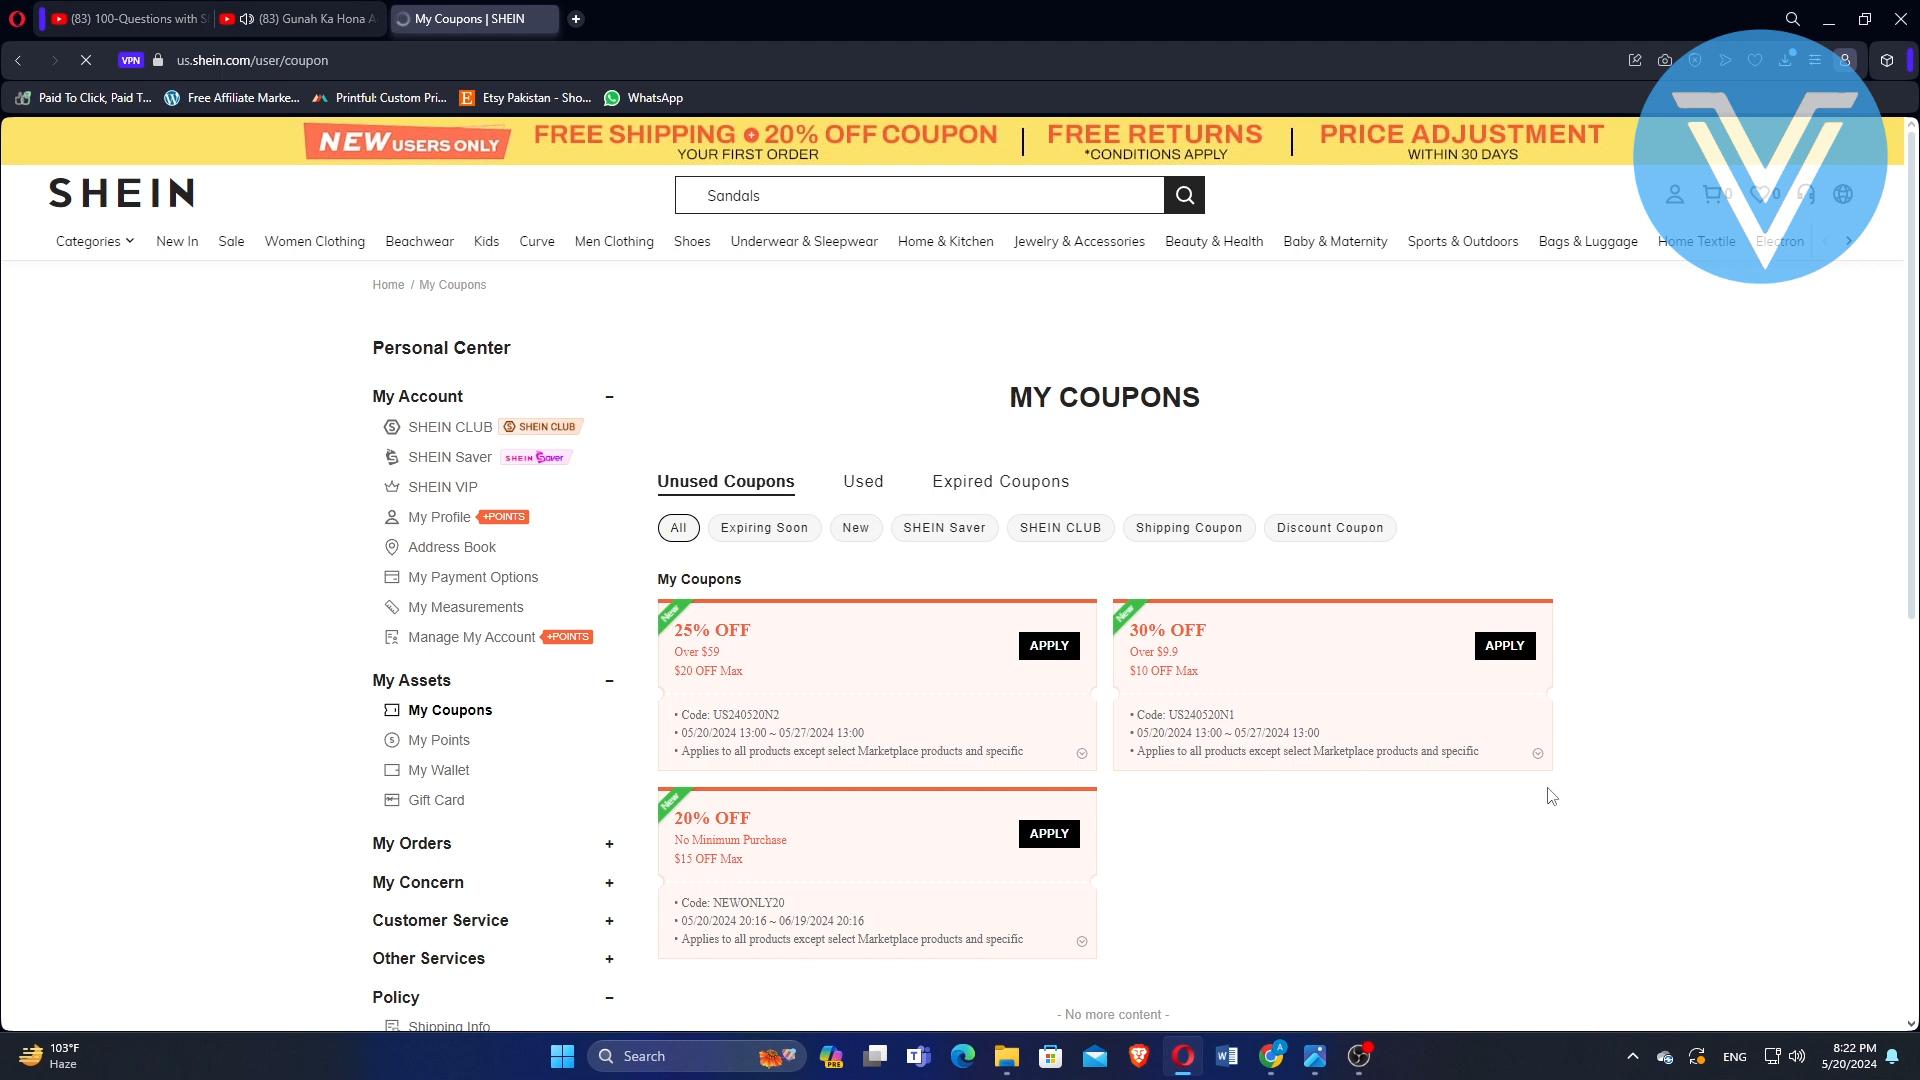 (83) 100-Questions with S
(83) Gunah Ka Hona A
My Coupons | SHEIN
VPN
us.shein.com/user/coupon
Paid To Click, Paid T...
Free Affiliate Marke...
Printful: Custom Pri...
Etsy Pakistan - Sho...
WhatsApp
NEW USERS ONLY
FREE SHIPPING + 20% OFF COUPON
YOUR FIRST ORDER
FREE RETURNS
*CONDITIONS APPLY
PRICE ADJUSTMENT
WITHIN 30 DAYS
SHEIN
Sandals
0
0
Categories
New In
Sale
Women Clothing
Beachwear
Kids
Curve
Men Clothing
Shoes
Underwear & Sleepwear
Home & Kitchen
Jewelry & Accessories
Beauty & Health
Baby & Maternity
Sports & Outdoors
Bags & Luggage
Home Textile
Electron
Home / My Coupons
Personal Center
My Account
SHEIN CLUB
SHEIN CLUB
SHEIN Saver
SHEIN Saver
SHEIN VIP
My Profile
+POINTS
Address Book
My Payment Options
My Measurements
Manage My Account
+POINTS
My Assets
My Coupons
My Points
My Wallet
Gift Card
My Orders
My Concern
Customer Service
Other Services
Policy
Shipping Info
MY COUPONS
Unused Coupons
Used
Expired Coupons
All
Expiring Soon
New
SHEIN Saver
SHEIN CLUB
Shipping Coupon
Discount Coupon
My Coupons
New
25% OFF
Over $59
$20 OFF Max
APPLY
• Code: US240520N2
• 05/20/2024 13:00 ~ 05/27/2024 13:00
• Applies to all products except select Marketplace products and specific
New
30% OFF
Over $9.9
$10 OFF Max
APPLY
• Code: US240520N1
• 05/20/2024 13:00 ~ 05/27/2024 13:00
• Applies to all products except select Marketplace products and specific
New
20% OFF
No Minimum Purchase
$15 OFF Max
APPLY
• Code: NEWONLY20
• 05/20/2024 20:16 ~ 06/19/2024 20:16
• Applies to all products except select Marketplace products and specific
- No more content -
103°F
Haze
Search
PRE
ENG
8:22 PM
5/20/2024